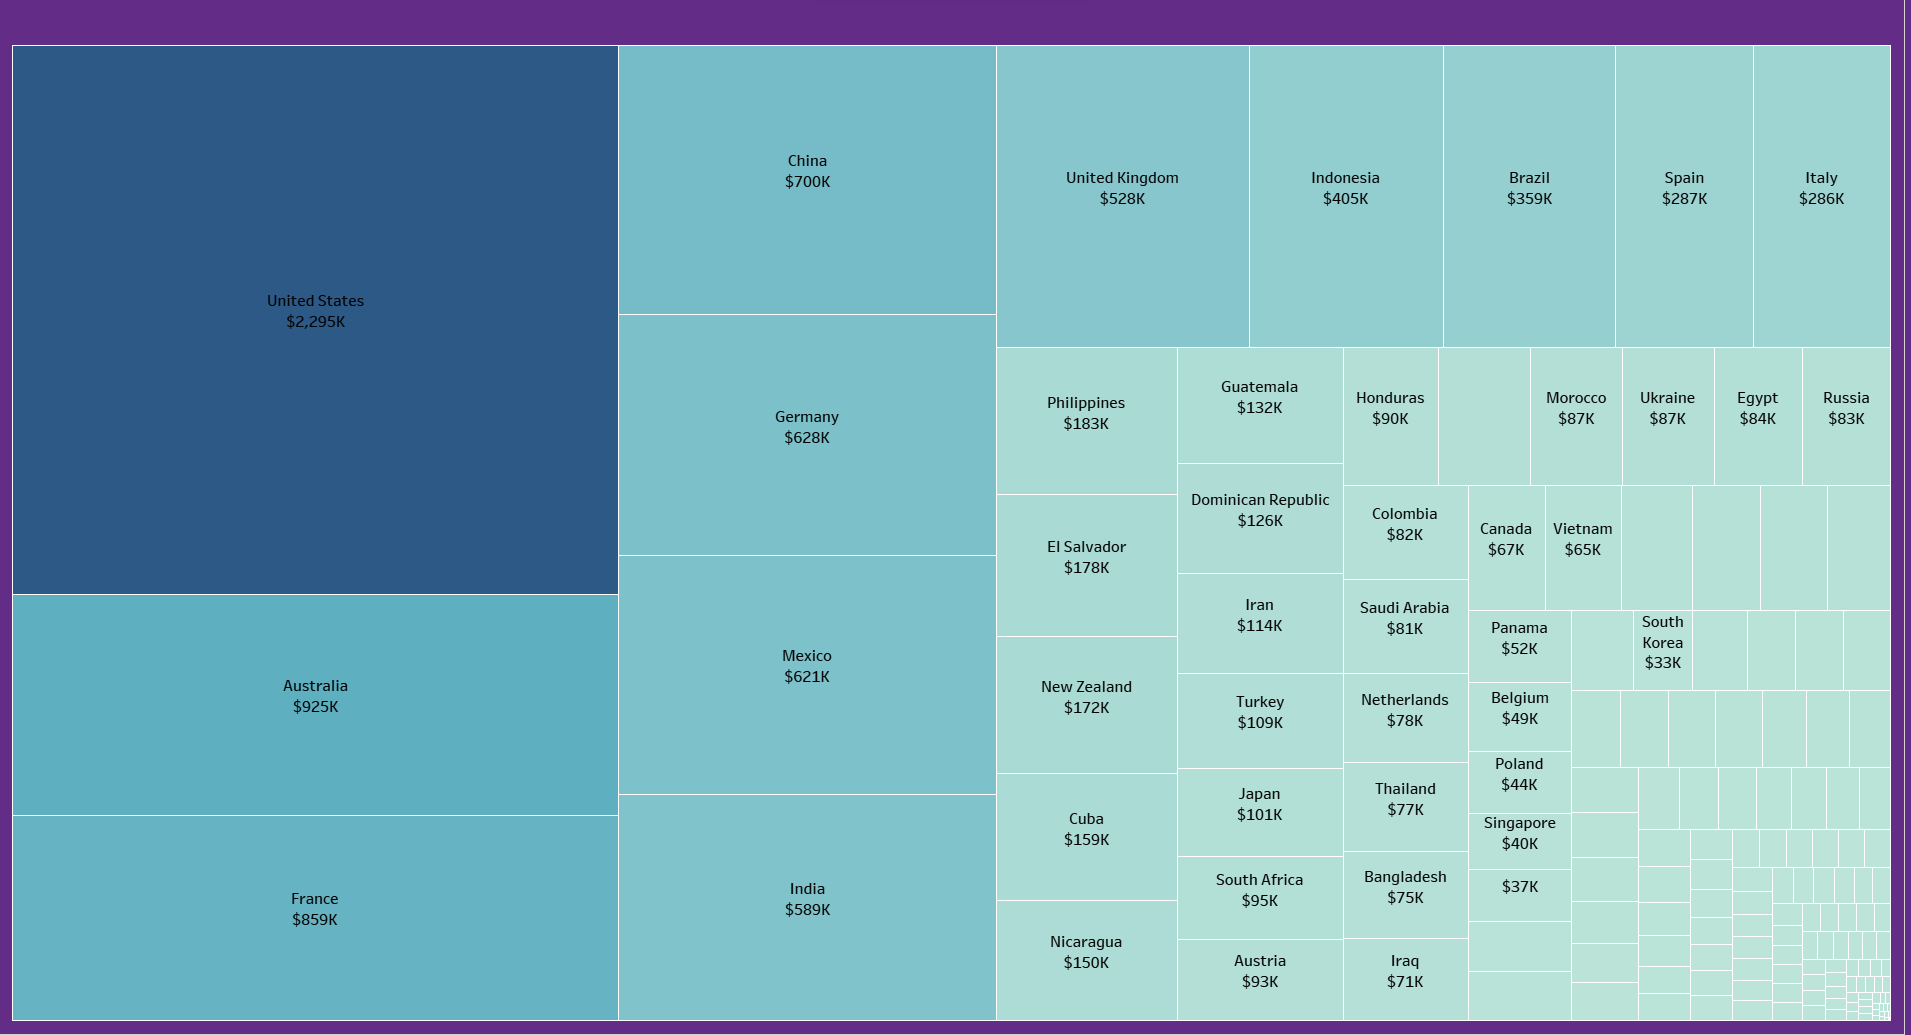 United States
$2,295K
Australia
$925K
France
$859K
China
$700K
Germany
$628K
Mexico
$621K
India
$589K
United Kingdom
$528K
Indonesia
$405K
Brazil
$359K
Spain
$287K
Italy
$286K
Philippines
$183K
El Salvador
$178K
New Zealand
$172K
Cuba
$159K
Nicaragua
$150K
Guatemala
$132K
Dominican Republic
$126K
Iran
$114K
Turkey
$109K
Japan
$101K
South Africa
$95K
Austria
$93K
Honduras
$90K
Morocco
$87K
Ukraine
$87K
Egypt
$84K
Russia
$83K
Colombia
$82K
Saudi Arabia
$81K
Netherlands
$78K
Thailand
$77K
Bangladesh
$75K
Iraq
$71K
Canada
$67K
Vietnam
$65K
Panama
$52K
Belgium
$49K
Poland
$44K
Singapore
$40K
$37K
South
Korea
$33K